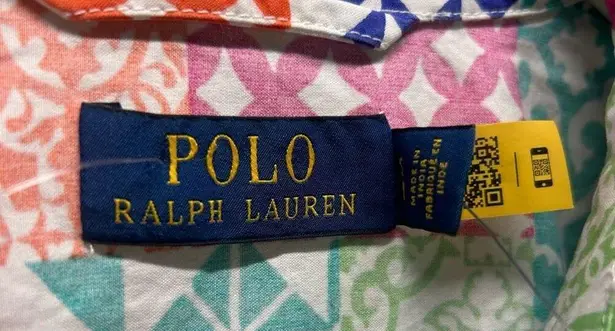 POLO
RALPH LAUREN
MADE IN
INDIA
FABRIQUÉ EN
INDE